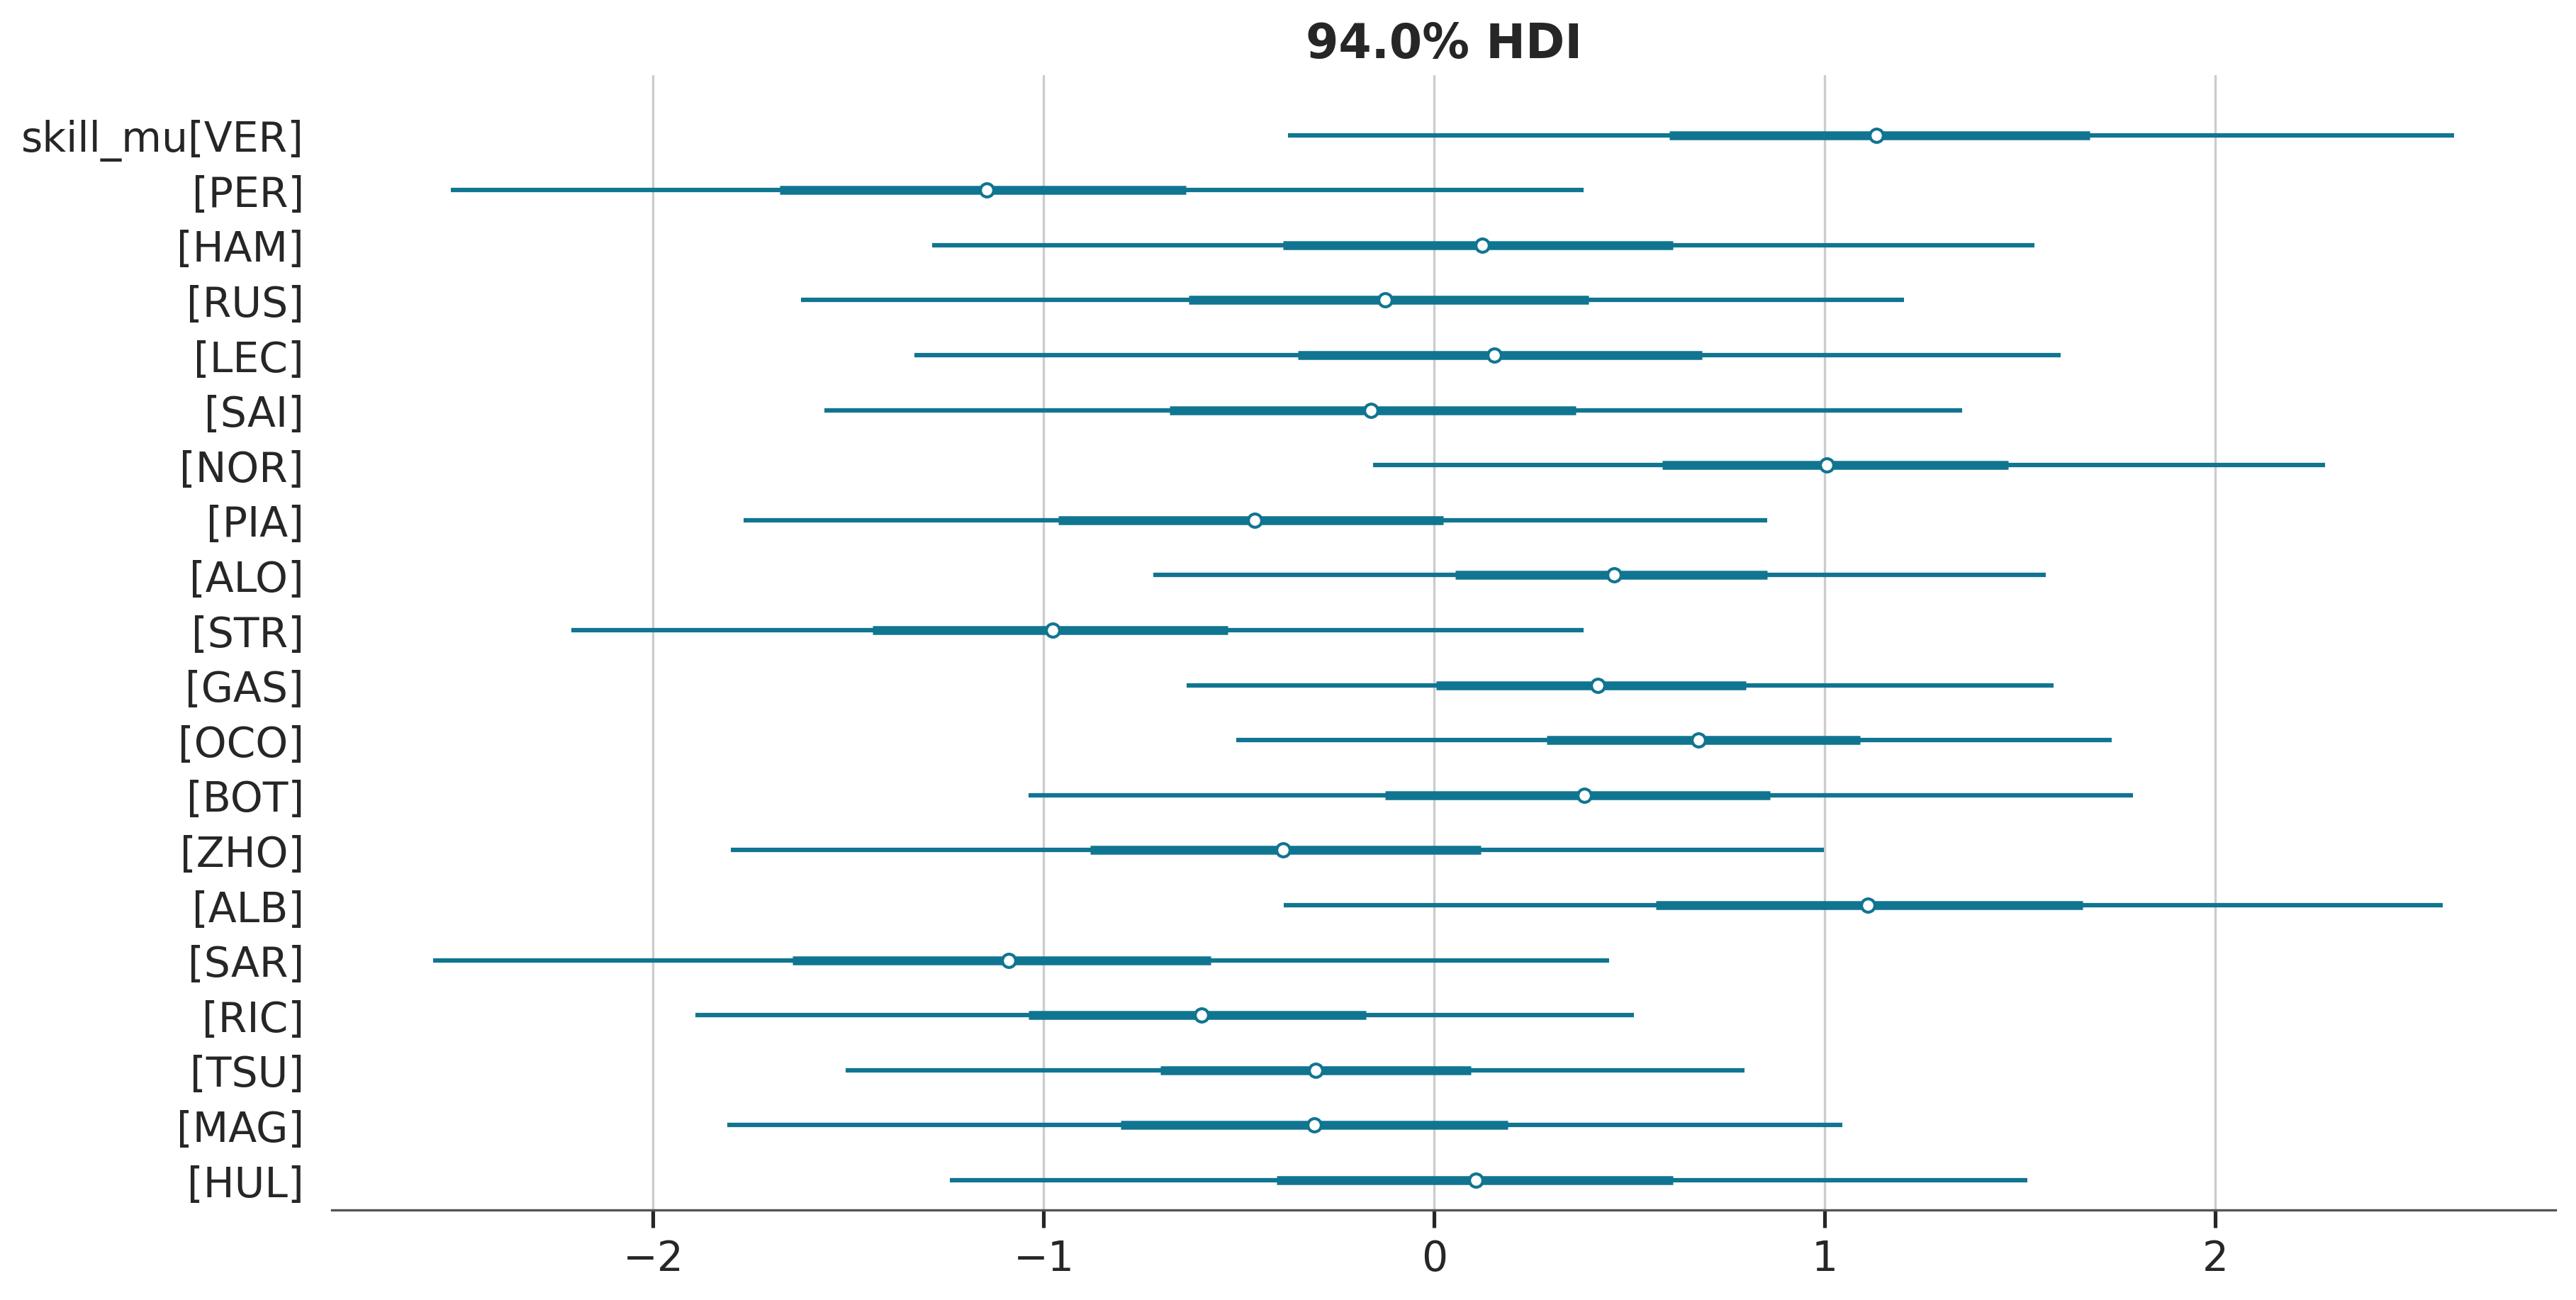 94.0% HDI
skill_mu[VER]
[PER]
[HAM]
[RUS]
[LEC]
[SAI]
[NOR]
[PIA]
[ALO]
[STR]
[GAS]
[OCO]
[BOT]
[ZHO]
[ALB]
[SAR]
[RIC]
[TSU]
[MAG]
[HUL]
−2 −1 0 1 2